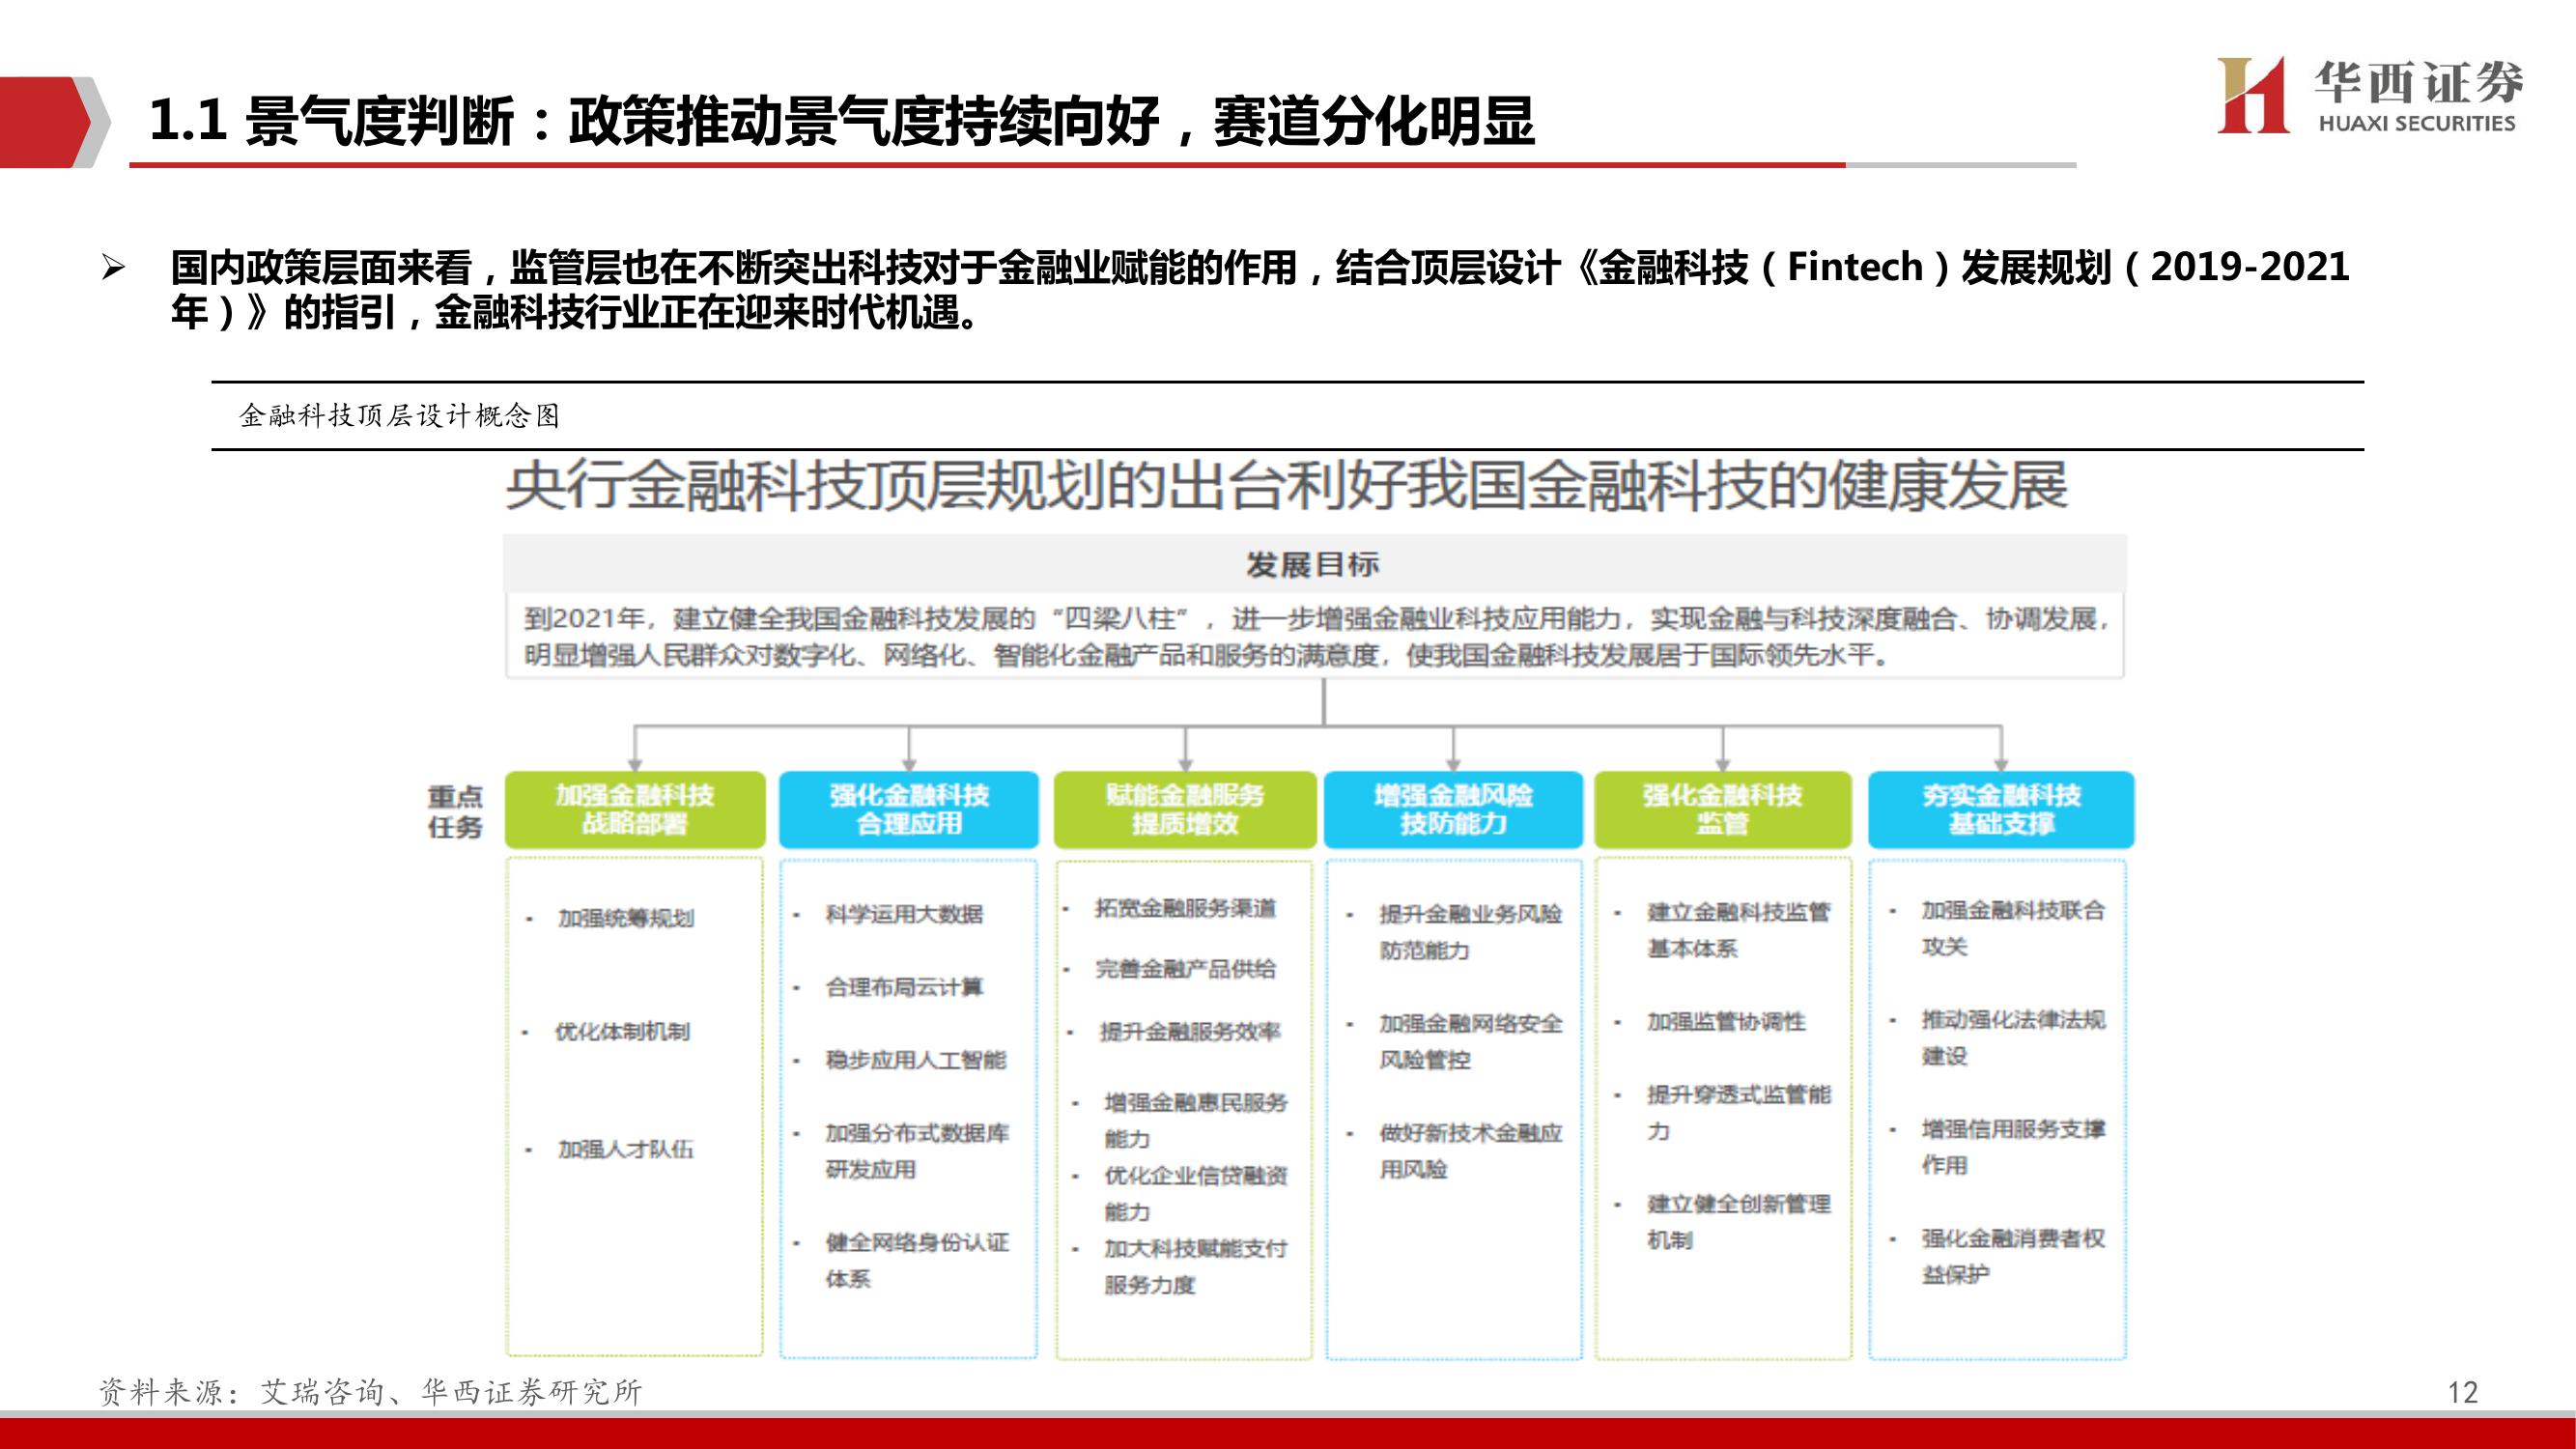 1.1 景气度判断：政策推动景气度持续向好，赛道分化明显
华西证券
HUAXI SECURITIES
国内政策层面来看，监管层也在不断突出科技对于金融业赋能的作用，结合顶层设计《金融科技（Fintech）发展规划（2019-2021
年）》的指引，金融科技行业正在迎来时代机遇。
金融科技顶层设计概念图
央行金融科技顶层规划的出台利好我国金融科技的健康发展
发展目标
到2021年，建立健全我国金融科技发展的“四梁八柱”，进一步增强金融业科技应用能力，实现金融与科技深度融合、协调发展，
明显增强人民群众对数字化、网络化、智能化金融产品和服务的满意度，使我国金融科技发展居于国际领先水平。
重点
任务
加强金融科技
战略部署
• 加强统筹规划
• 优化体制机制
• 加强人才队伍
强化金融科技
合理应用
• 科学运用大数据
• 合理布局云计算
• 稳步应用人工智能
• 加强分布式数据库
研发应用
• 健全网络身份认证
体系
赋能金融服务
提质增效
• 拓宽金融服务渠道
• 完善金融产品供给
• 提升金融服务效率
• 增强金融惠民服务
能力
• 优化企业信贷融资
能力
• 加大科技赋能支付
服务力度
增强金融风险
技防能力
• 提升金融业务风险
防范能力
• 加强金融网络安全
风险管控
• 做好新技术金融应
用风险
强化金融科技
监管
• 建立金融科技监管
基本体系
• 加强监管协调性
• 提升穿透式监管能
力
• 建立健全创新管理
机制
夯实金融科技
基础支撑
• 加强金融科技联合
攻关
• 推动强化法律法规
建设
• 增强信用服务支撑
作用
• 强化金融消费者权
益保护
资料来源：艾瑞咨询、华西证券研究所
12